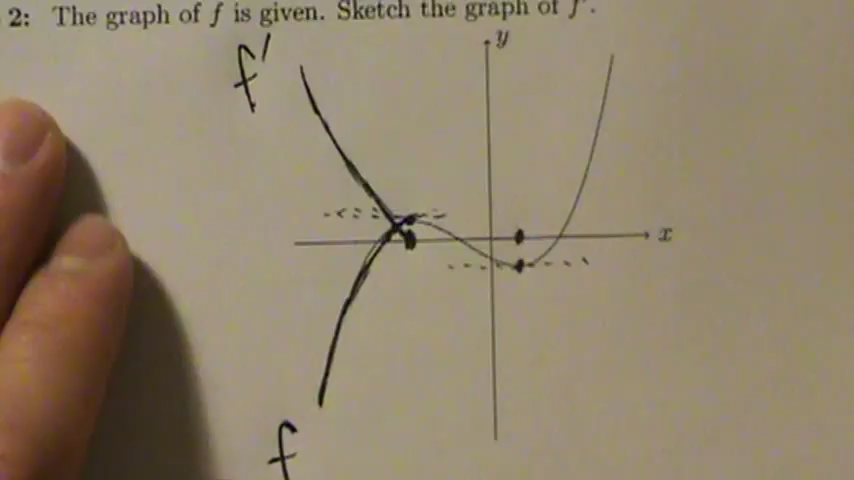 2: The graph of f is given. Sketch the graph of f'.
f'
y
x
f